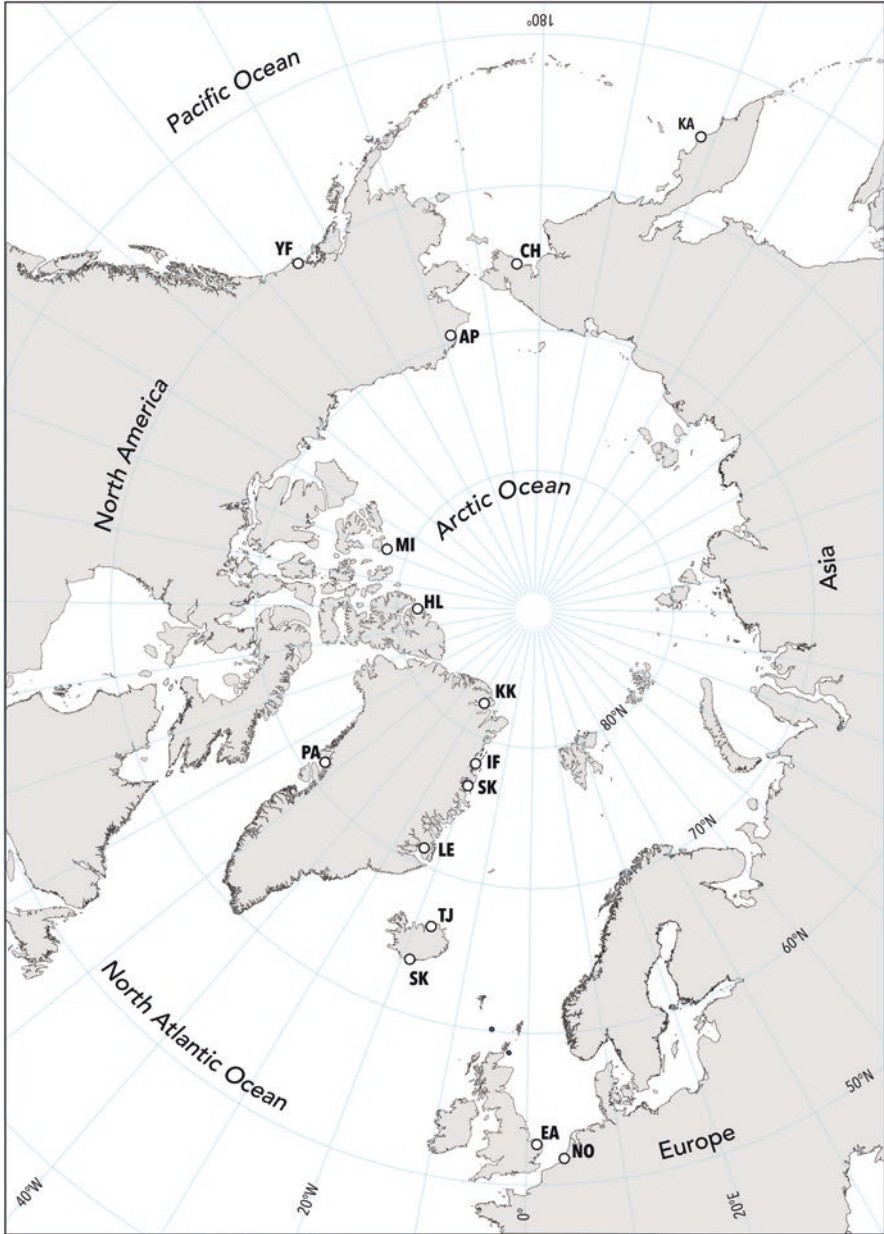 180°
Pacific Ocean
KA
YF
CH
AP
North America
Arctic Ocean
MI
Asia
HL
KK
80°N
PA
IF
SK
70°N
LE
TJ
60°N
SK
North Atlantic Ocean
50°N
EA
Europe
NO
40°W
20°W
0°
20°E